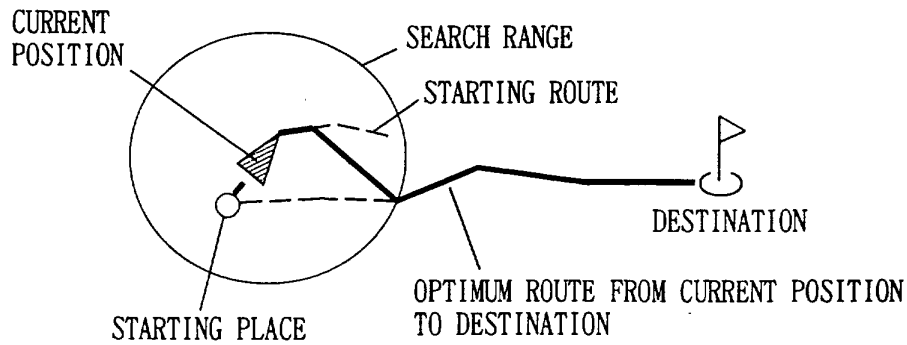 CURRENT
POSITION
SEARCH RANGE
STARTING ROUTE
DESTINATION
OPTIMUM ROUTE FROM CURRENT POSITION
TO DESTINATION
STARTING PLACE